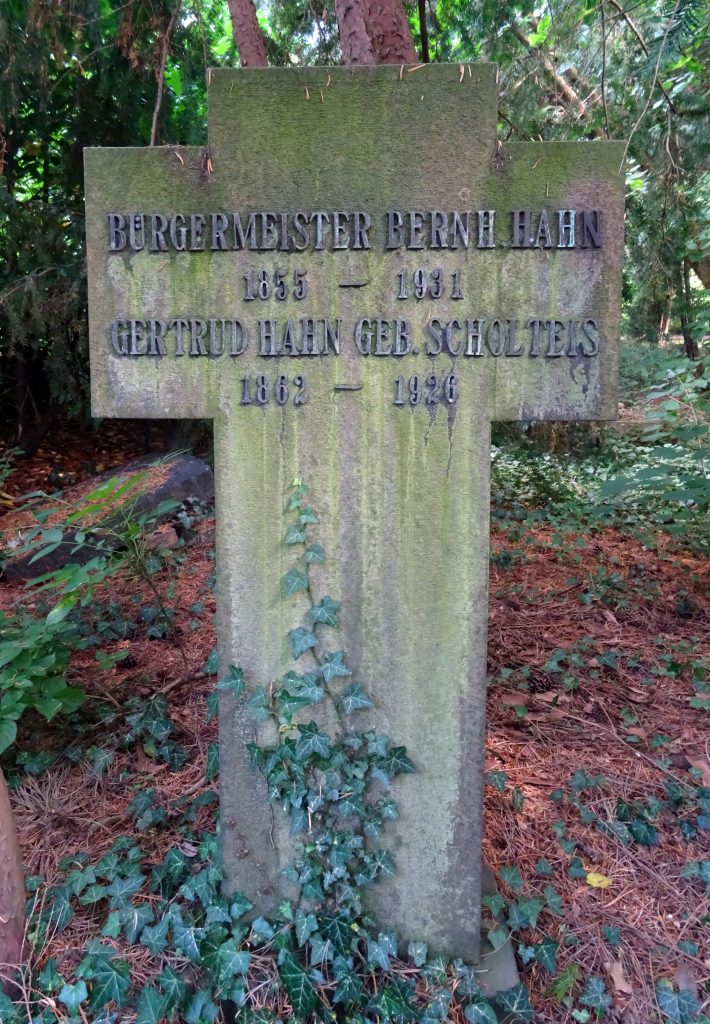 BÜRGERMEISTER BERNH. HAHN
1855 — 1931
GERTRUD HAHN GEB. SCHOLTEIS
1862 — 1926